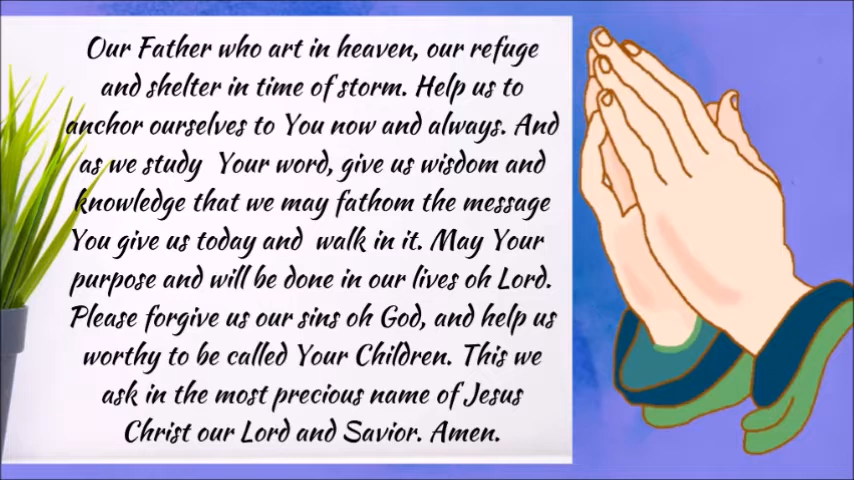 Our Father who art in heaven, our refuge
and shelter in time of storm. Help us to
anchor ourselves to You now and always. And
as we study Your word, give us wisdom and
knowledge that we may fathom the message
You give us today and walk in it. May Your
purpose and will be done in our lives oh Lord.
Please forgive us our sins oh God, and help us
worthy to be called Your Children. This we
ask in the most precious name of Jesus
Christ our Lord and Savior. Amen.